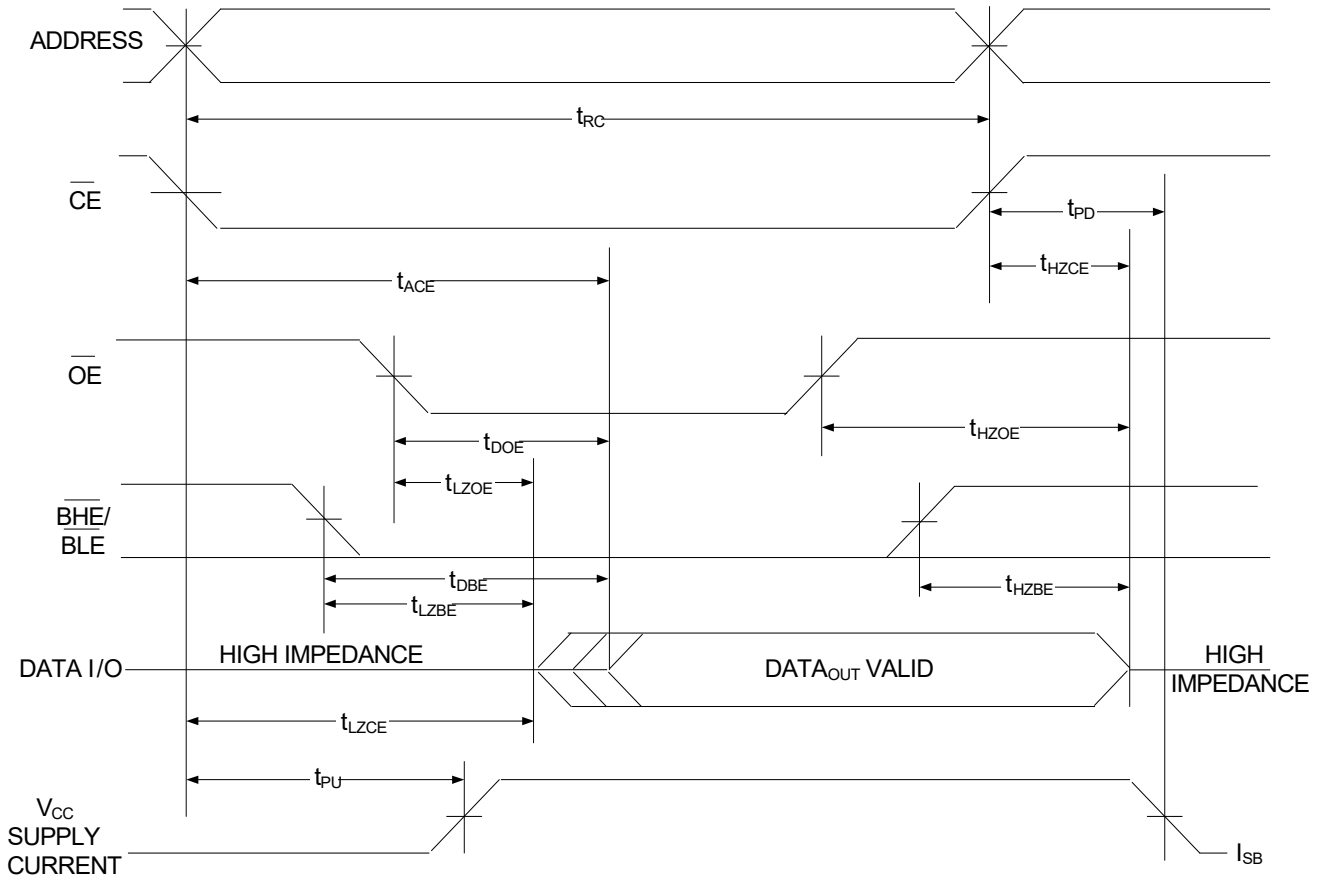 ADDRESS
tRC
CE
tPD
tHZCE
tACE
OE
tHZOE
tDOE
tLZOE
BHE/
BLE
tDBE
tHZBE
tLZBE
DATA I/O
HIGH IMPEDANCE
DATAOUT VALID
HIGH
IMPEDANCE
tLZCE
tPU
VCC
SUPPLY
CURRENT
ISB